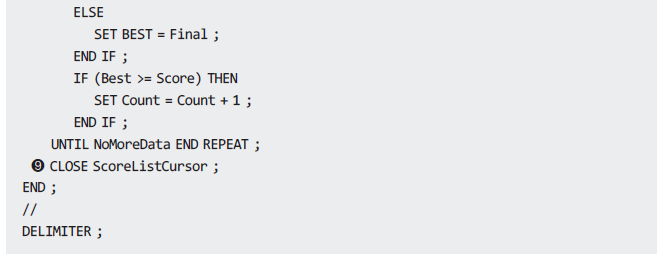 ELSE
SET BEST = Final ;
END IF ;
IF (Best >= Score) THEN
SET Count = Count + 1 ;
END IF ;
UNTIL NoMoreData END REPEAT ;
❾ CLOSE ScoreListCursor ;
END ;
//
DELIMITER ;